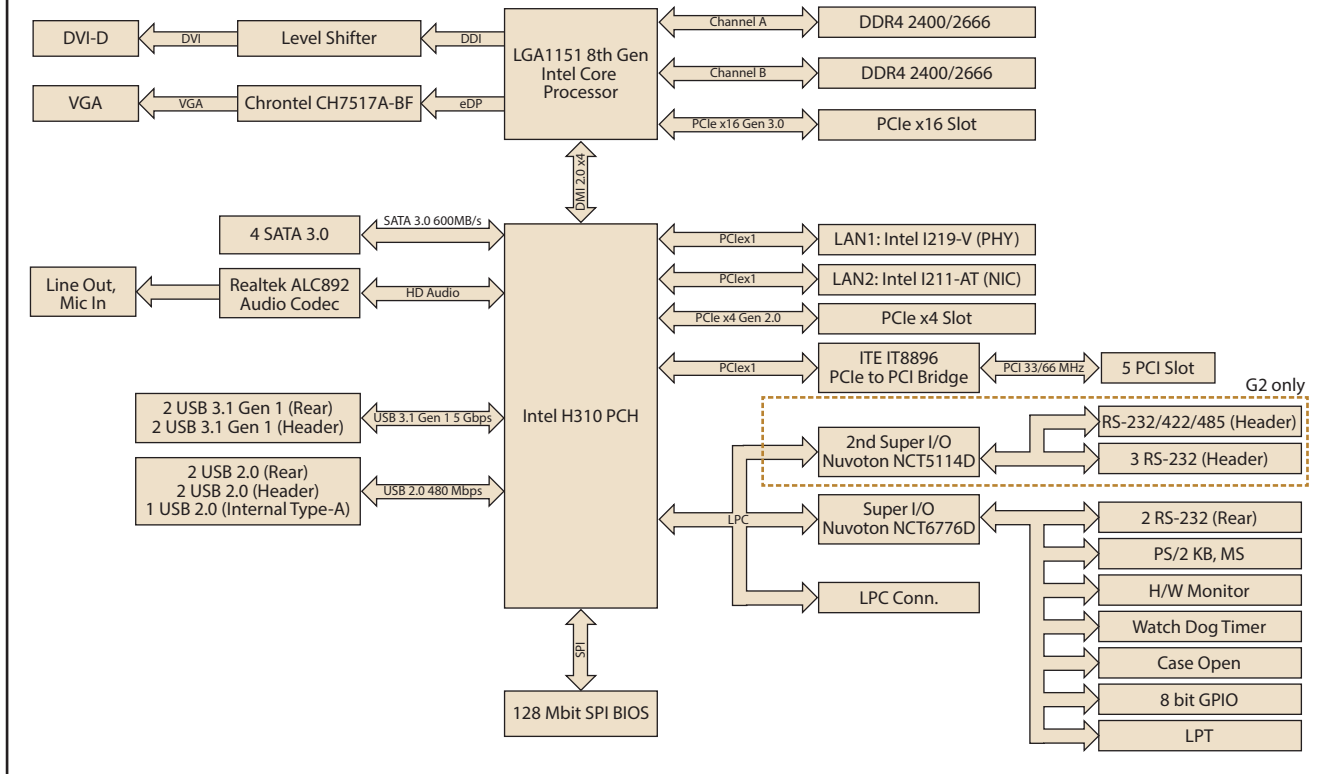 DVI-D
DVI
Level Shifter
DDI
LGA1151 8th Gen
Intel Core
Processor
Channel A
DDR4 2400/2666
Channel B
DDR4 2400/2666
VGA
VGA
Chrontel CH7517A-BF
eDP
PCIe x16 Gen 3.0
PCIe x16 Slot
DMI 2.0 x4
4 SATA 3.0
SATA 3.0 600MB/s
Line Out,
Mic In
Realtek ALC892
Audio Codec
HD Audio
2 USB 3.1 Gen 1 (Rear)
2 USB 3.1 Gen 1 (Header)
USB 3.1 Gen 1 5 Gbps
2 USB 2.0 (Rear)
2 USB 2.0 (Header)
1 USB 2.0 (Internal Type-A)
USB 2.0 480 Mbps
Intel H310 PCH
PCIex1
LAN1: Intel I219-V (PHY)
PCIex1
LAN2: Intel I211-AT (NIC)
PCIe x4 Gen 2.0
PCIe x4 Slot
PCIex1
ITE IT8896
PCIe to PCI Bridge
PCI 33/66 MHz
5 PCI Slot
G2 only
2nd Super I/O
Nuvoton NCT5114D
RS-232/422/485 (Header)
3 RS-232 (Header)
LPC
Super I/O
Nuvoton NCT6776D
2 RS-232 (Rear)
PS/2 KB, MS
H/W Monitor
Watch Dog Timer
Case Open
8 bit GPIO
LPT
LPC Conn.
SPI
128 Mbit SPI BIOS